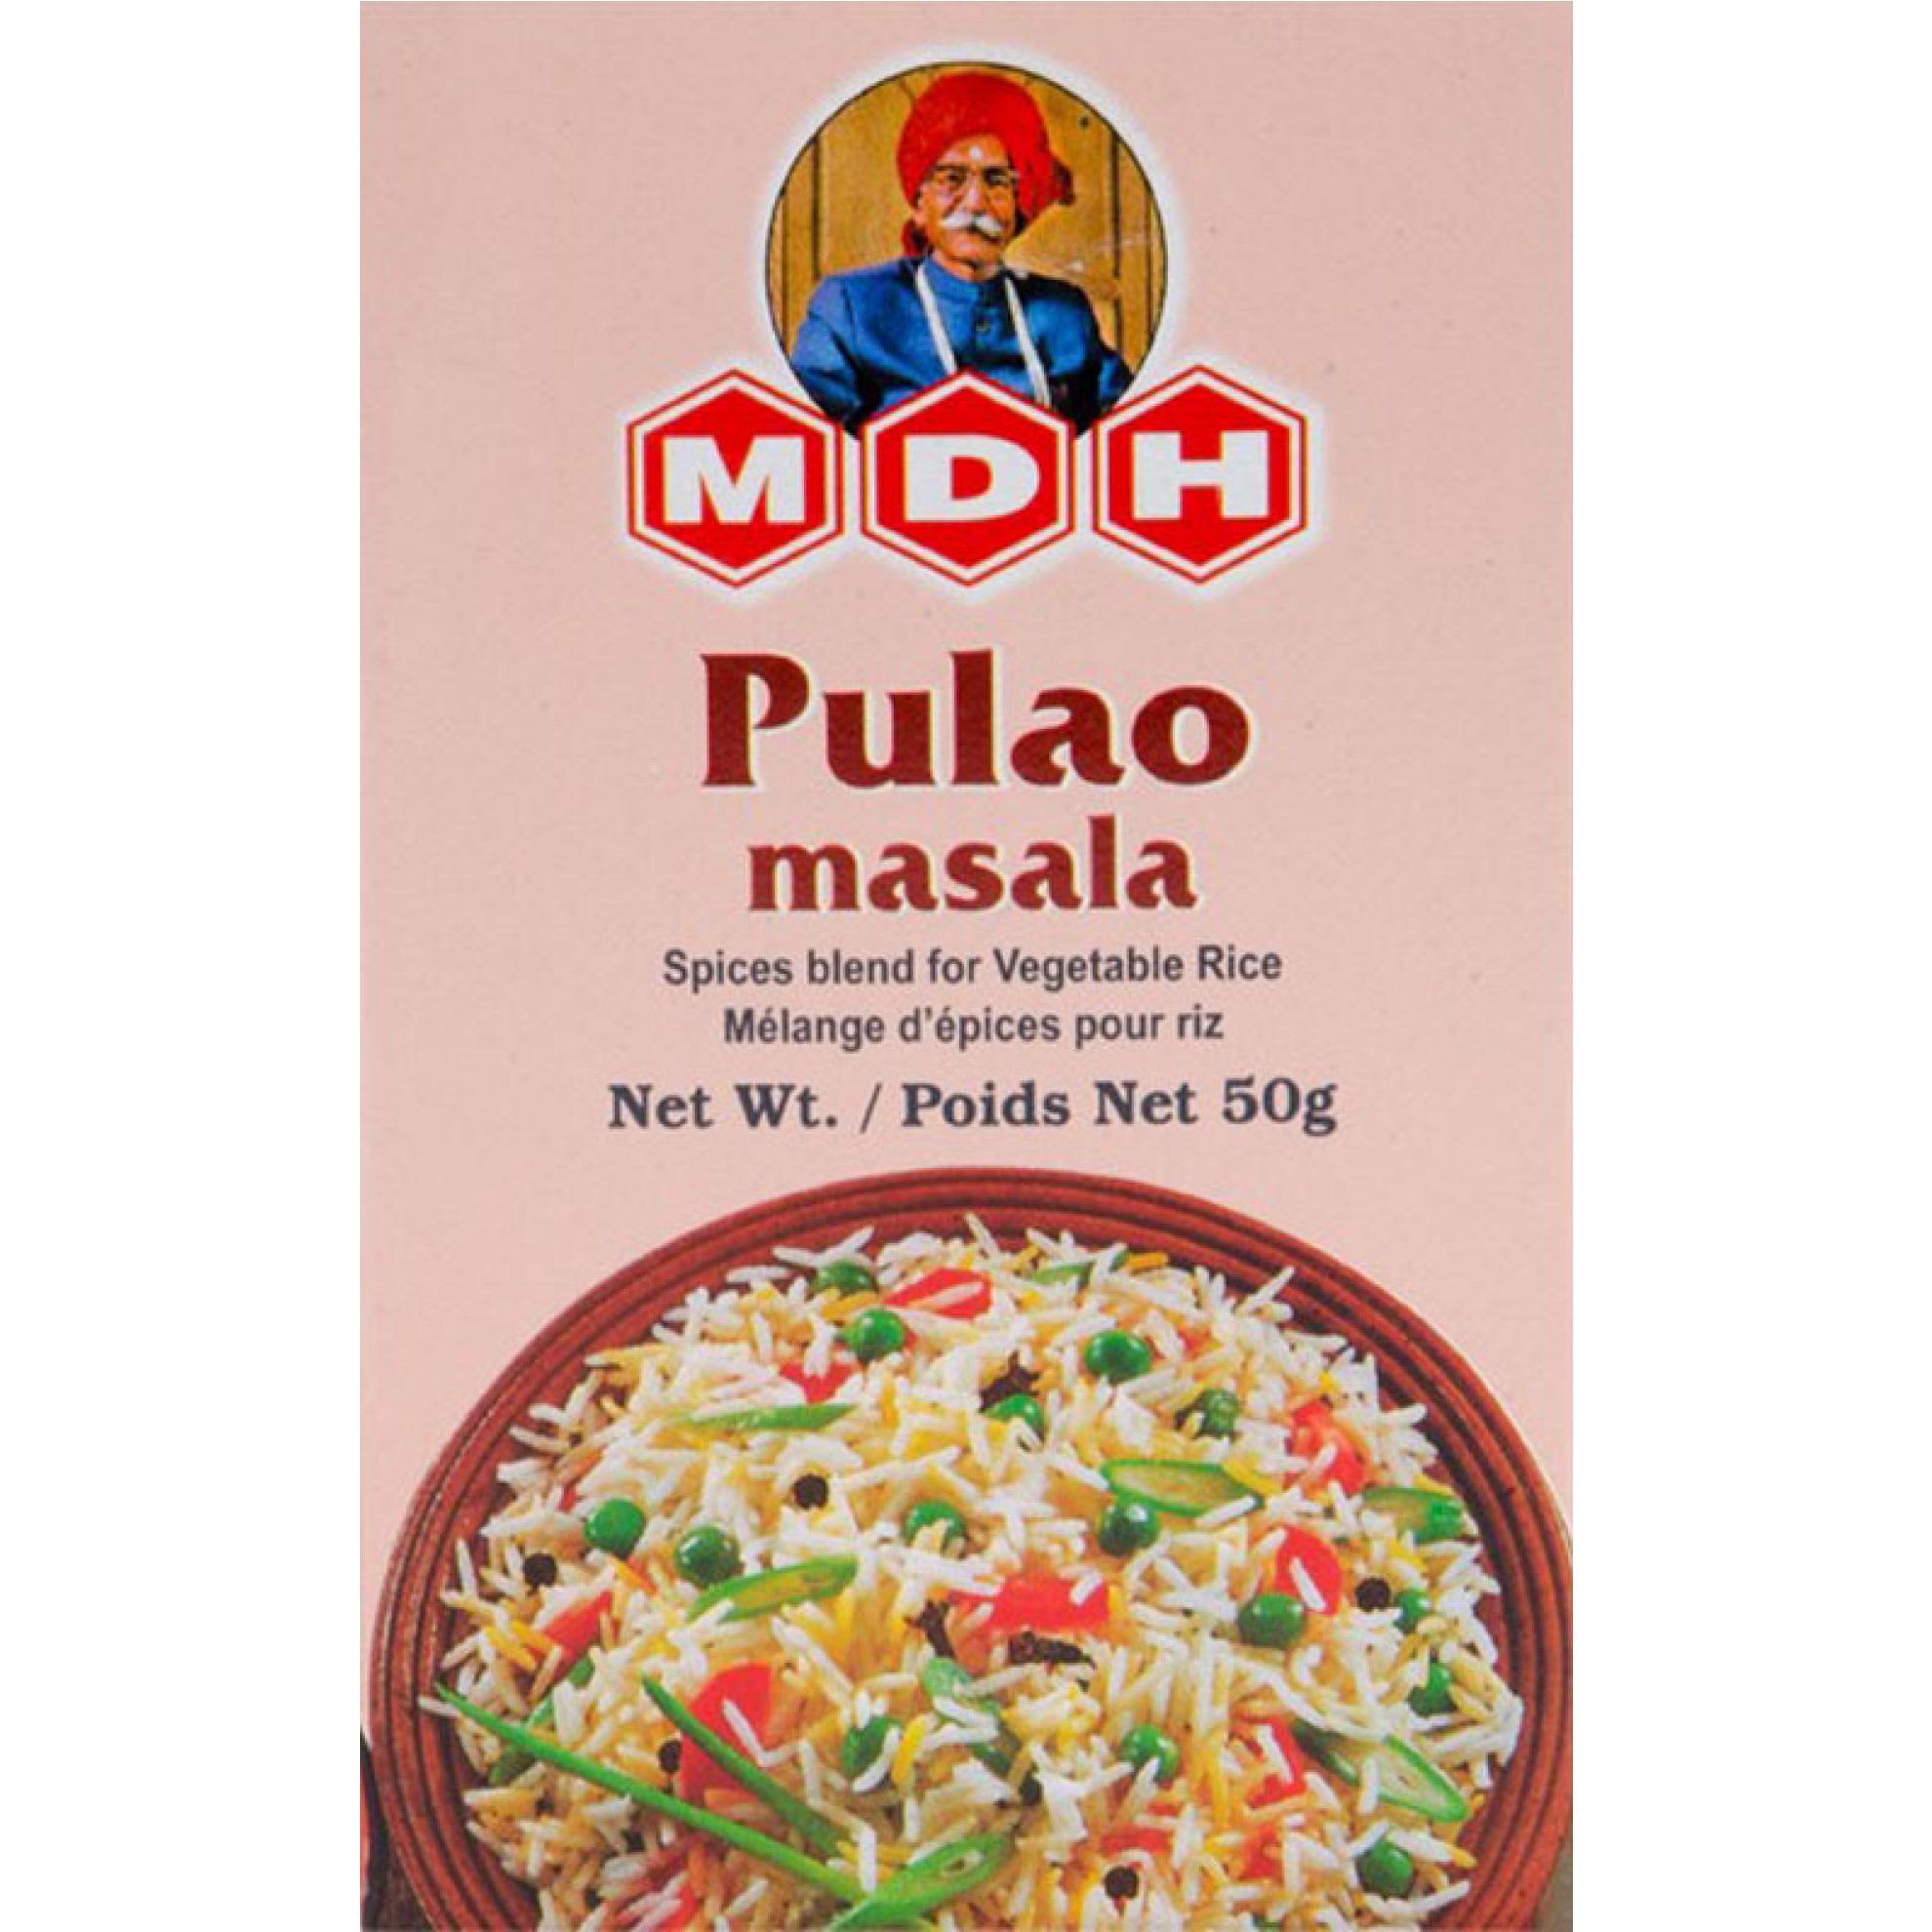 MDH
Pulao
masala
Spices blend for Vegetable Rice
Mélange d'épices pour riz
Net Wt. / Poids Net 50g